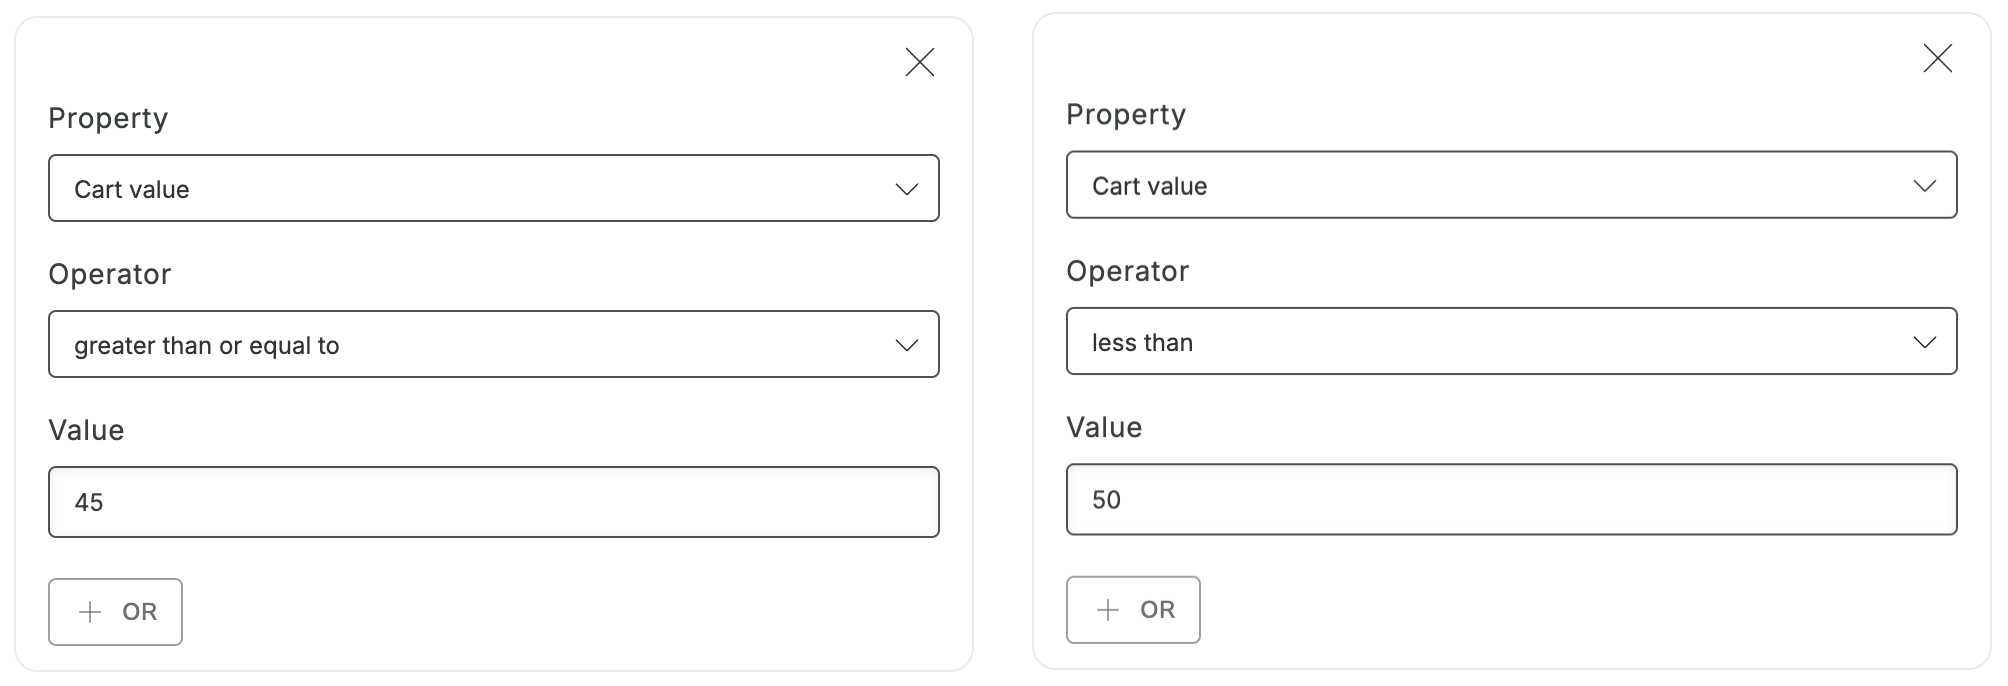 Property
Cart value
Operator
greater than or equal to
Value
45
OR
Property
Cart value
Operator
less than
Value
50
OR